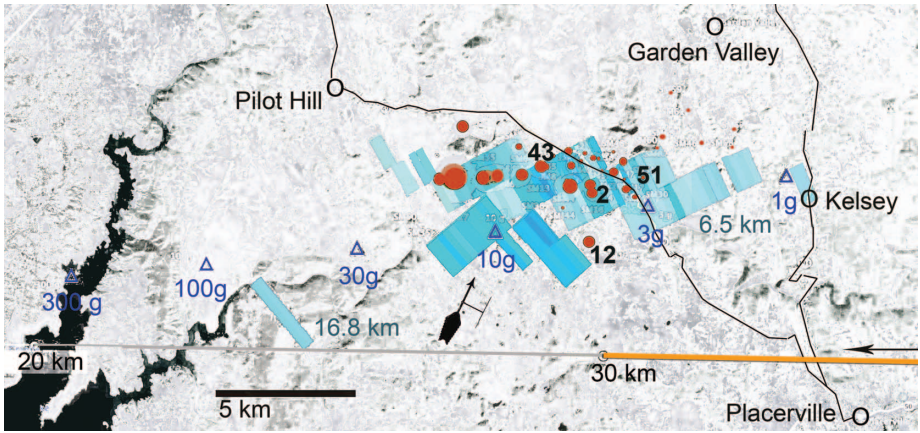 Garden Valley
Pilot Hill
43
51
2
1g
Kelsey
3g
6.5 km
12
10g
30g
100g
300 g
16.8 km
20 km
30 km
5 km
Placerville